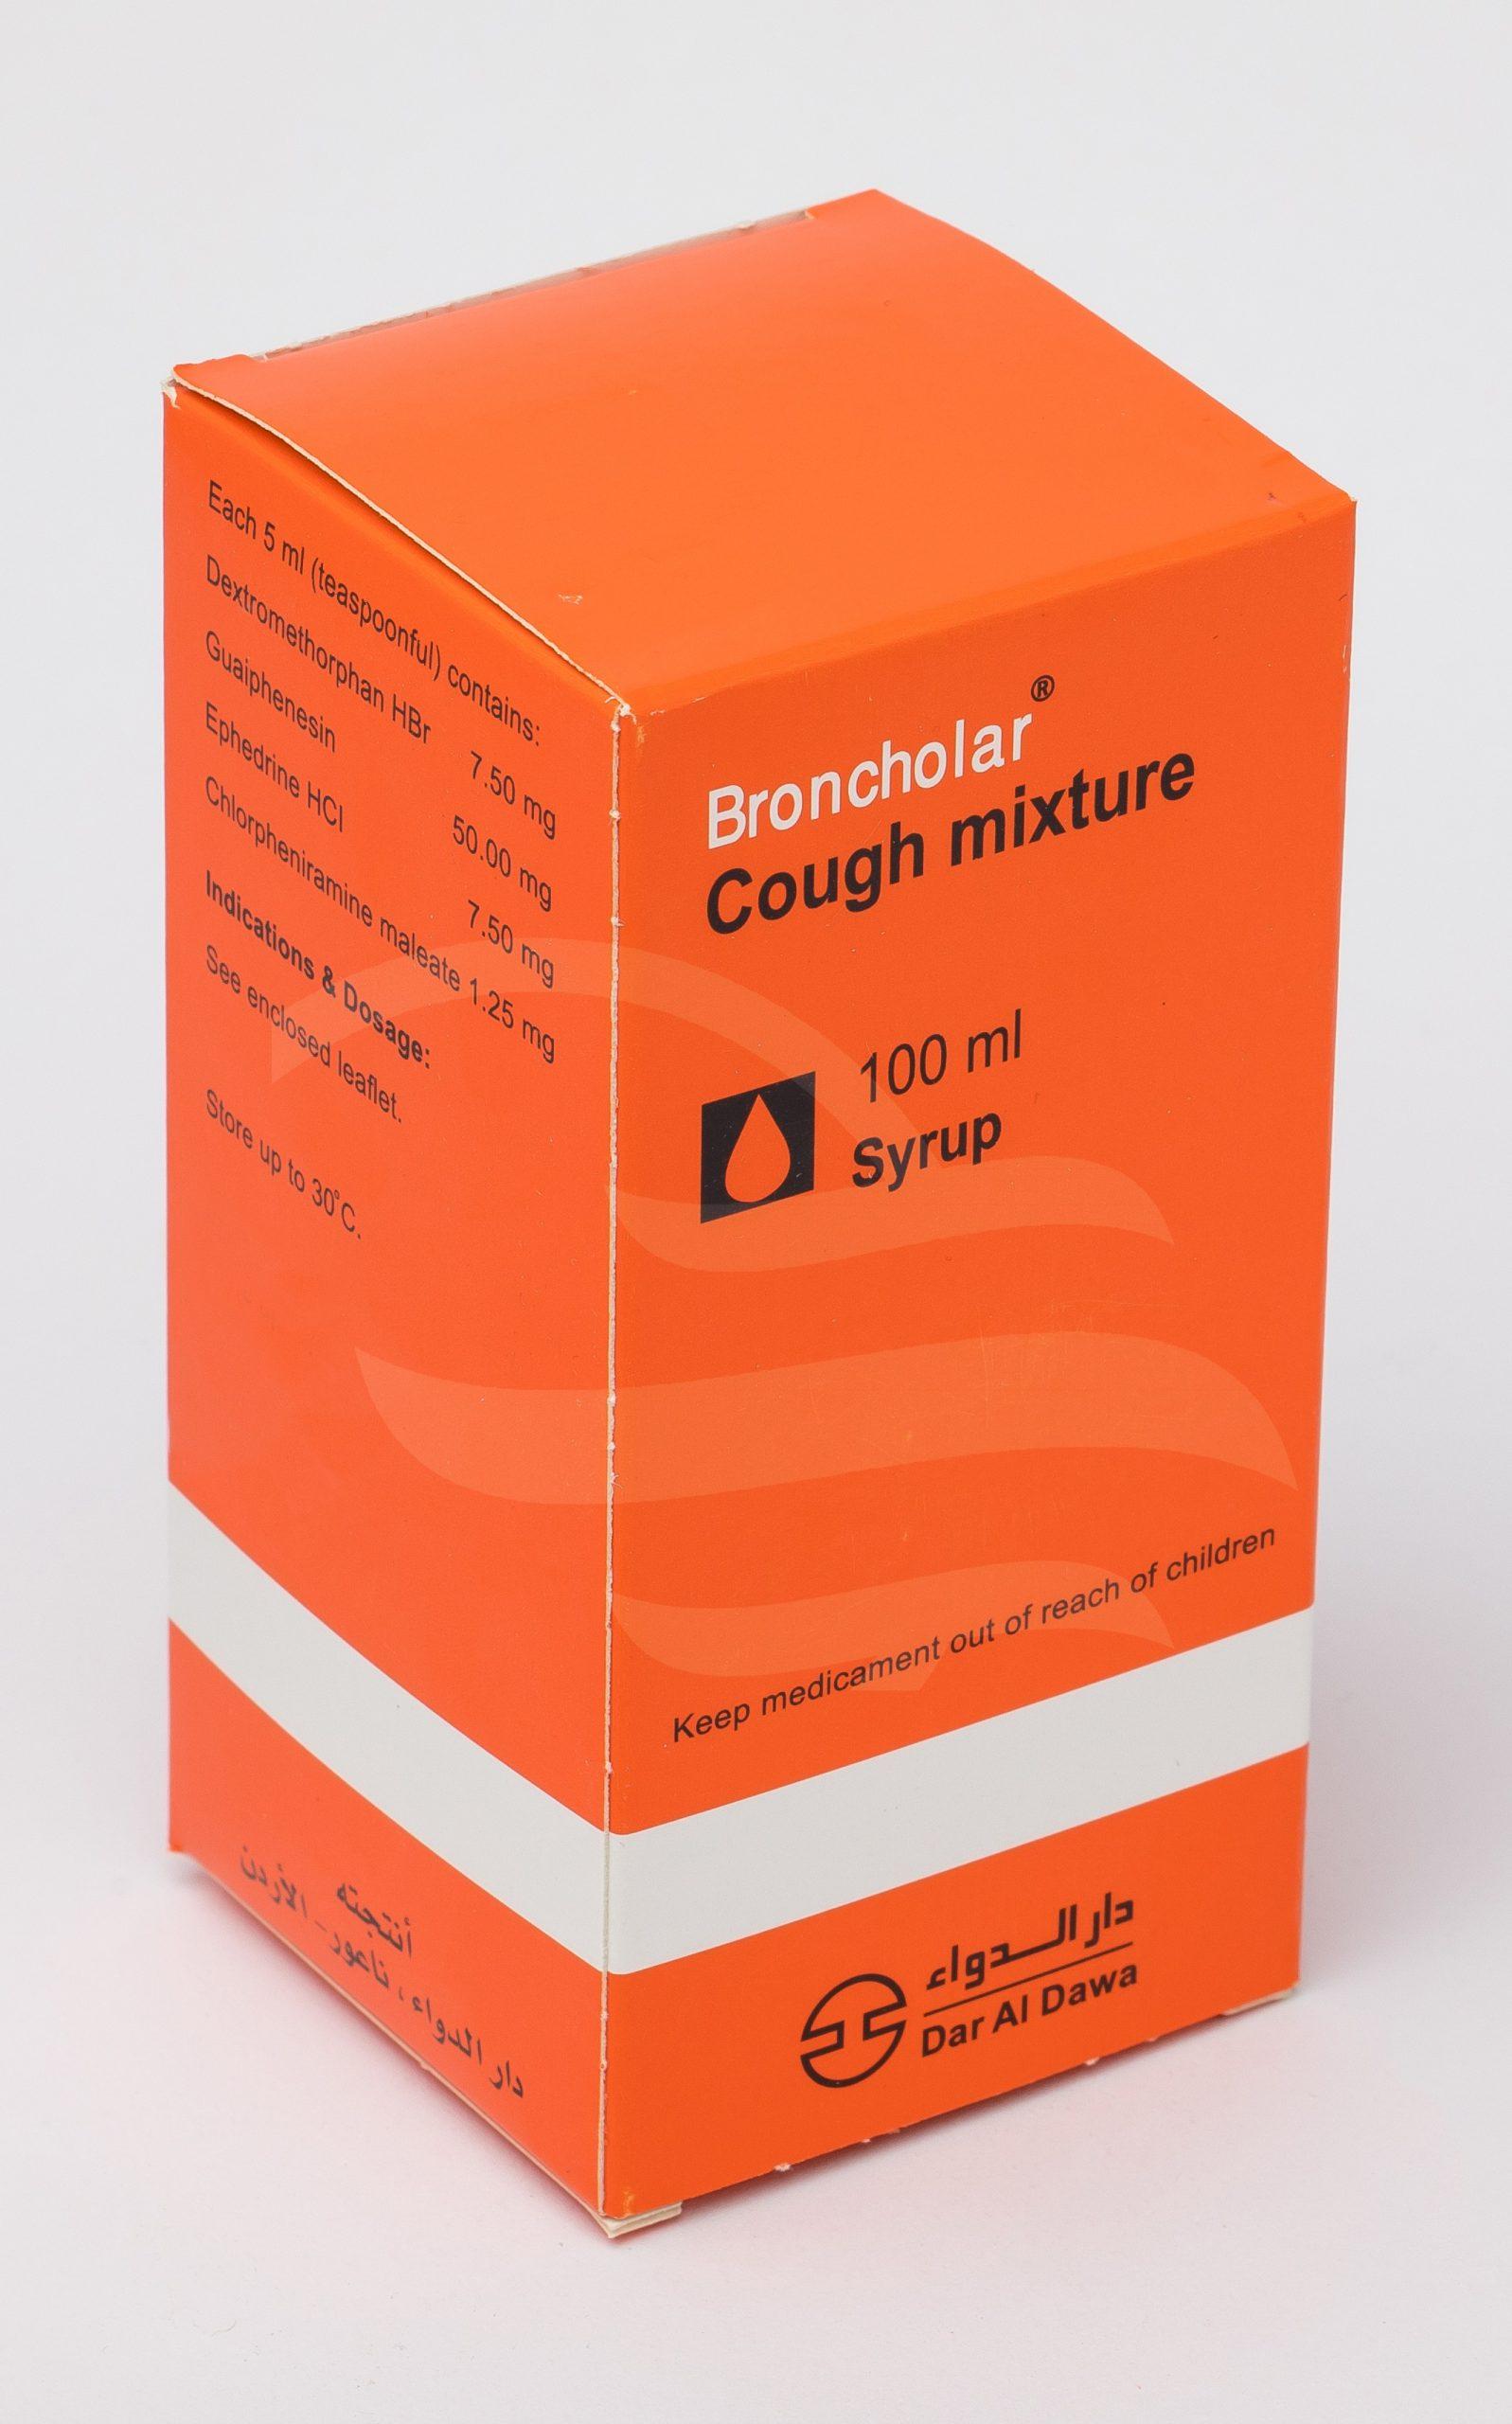 Each 5 ml (teaspoonful) contains:
Dextromethorphan HBr 7.50 mg
Guaiphenesin 50.00 mg
Ephedrine HCl 7.50 mg
Chlorpheniramine maleate 1.25 mg
Indications & Dosage:
See enclosed leaflet.
Store up to 30°C.
أنتجته
دار الدواء، ناعور - الأردن
Broncholar®
Cough mixture
100 ml
Syrup
Keep medicament out of reach of children
دار الـدواء
Dar Al Dawa